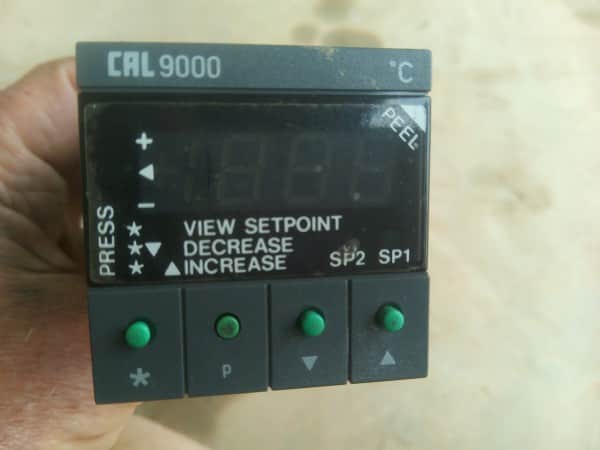 CAL 9000 °C
PEEL
+
◀
−
PRESS
★ VIEW SETPOINT
★▼ DECREASE
★ ▲INCREASE SP2 SP1
* P ▼ ▲